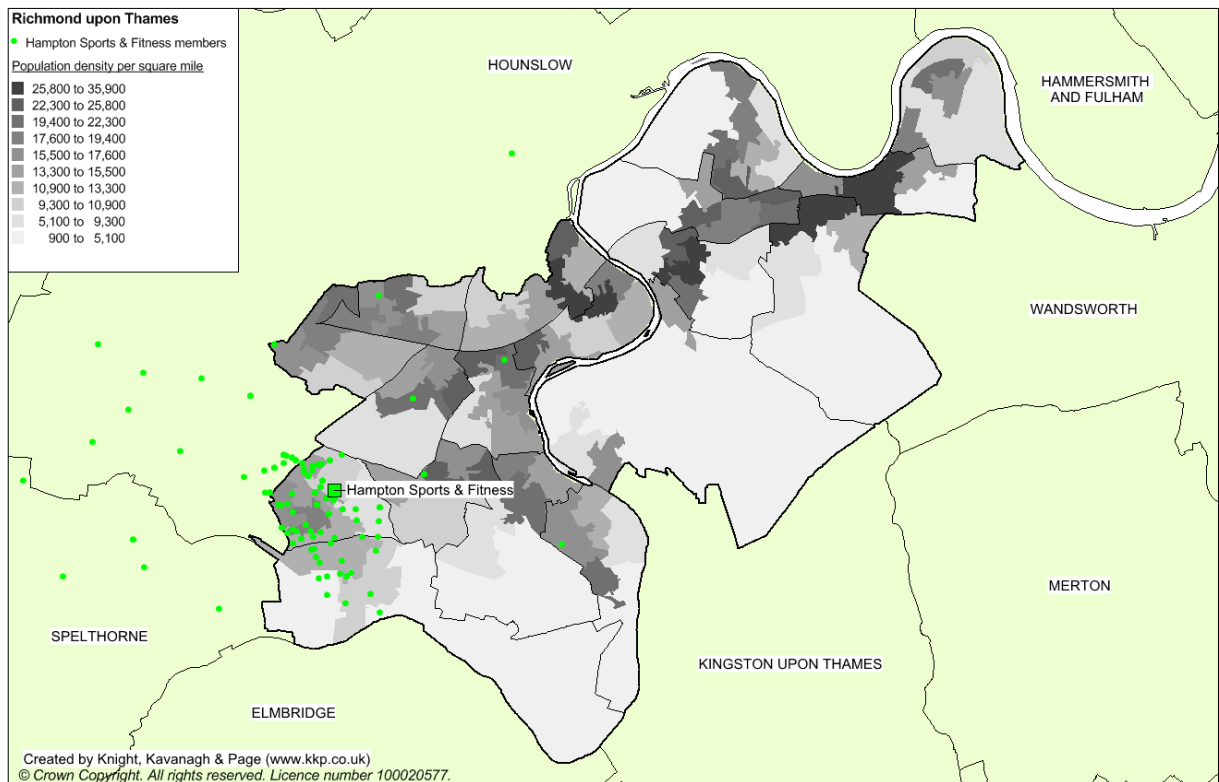 Richmond upon Thames
Hampton Sports & Fitness members
Population density per square mile
25,800 to 35,900
22,300 to 25,800
19,400 to 22,300
17,600 to 19,400
15,500 to 17,600
13,300 to 15,500
10,900 to 13,300
9,300 to 10,900
5,100 to 9,300
900 to 5,100
HOUNSLOW
HAMMERSMITH
AND FULHAM
WANDSWORTH
Hampton Sports & Fitness
MERTON
SPELTHORNE
KINGSTON UPON THAMES
ELMBRIDGE
Created by Knight, Kavanagh & Page (www.kkp.co.uk)
© Crown Copyright. All rights reserved. Licence number 100020577.